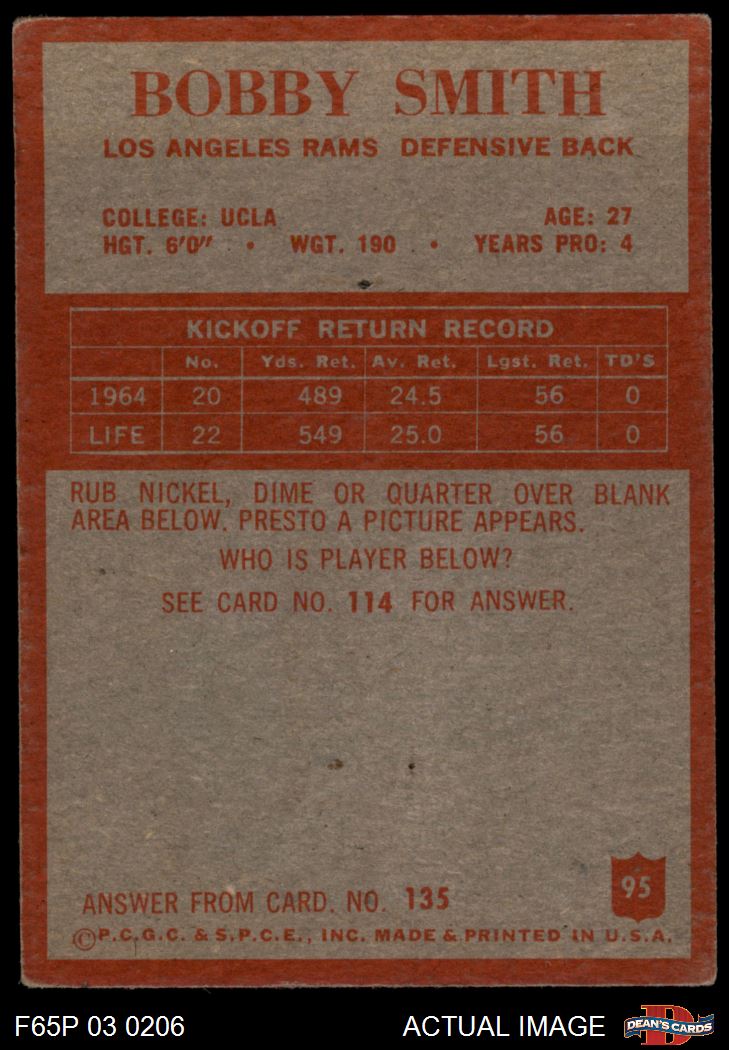 BOBBY SMITH
LOS ANGELES RAMS DEFENSIVE BACK
COLLEGE: UCLA AGE: 27
HGT. 6'0" • WGT. 190 • YEARS PRO: 4
KICKOFF RETURN RECORD
No. Yds. Ret. Av. Ret. Lgst. Ret. TD'S
1964 20 489 24.5 56 0
LIFE 22 549 25.0 56 0
RUB NICKEL, DIME OR QUARTER OVER BLANK
AREA BELOW. PRESTO A PICTURE APPEARS.
WHO IS PLAYER BELOW?
SEE CARD NO. 114 FOR ANSWER.
95
ANSWER FROM CARD. NO. 135
©P.C.G.C. & S.P.C.E., INC. MADE & PRINTED IN U.S.A.
F65P 03 0206 ACTUAL IMAGE DEAN'S CARDS